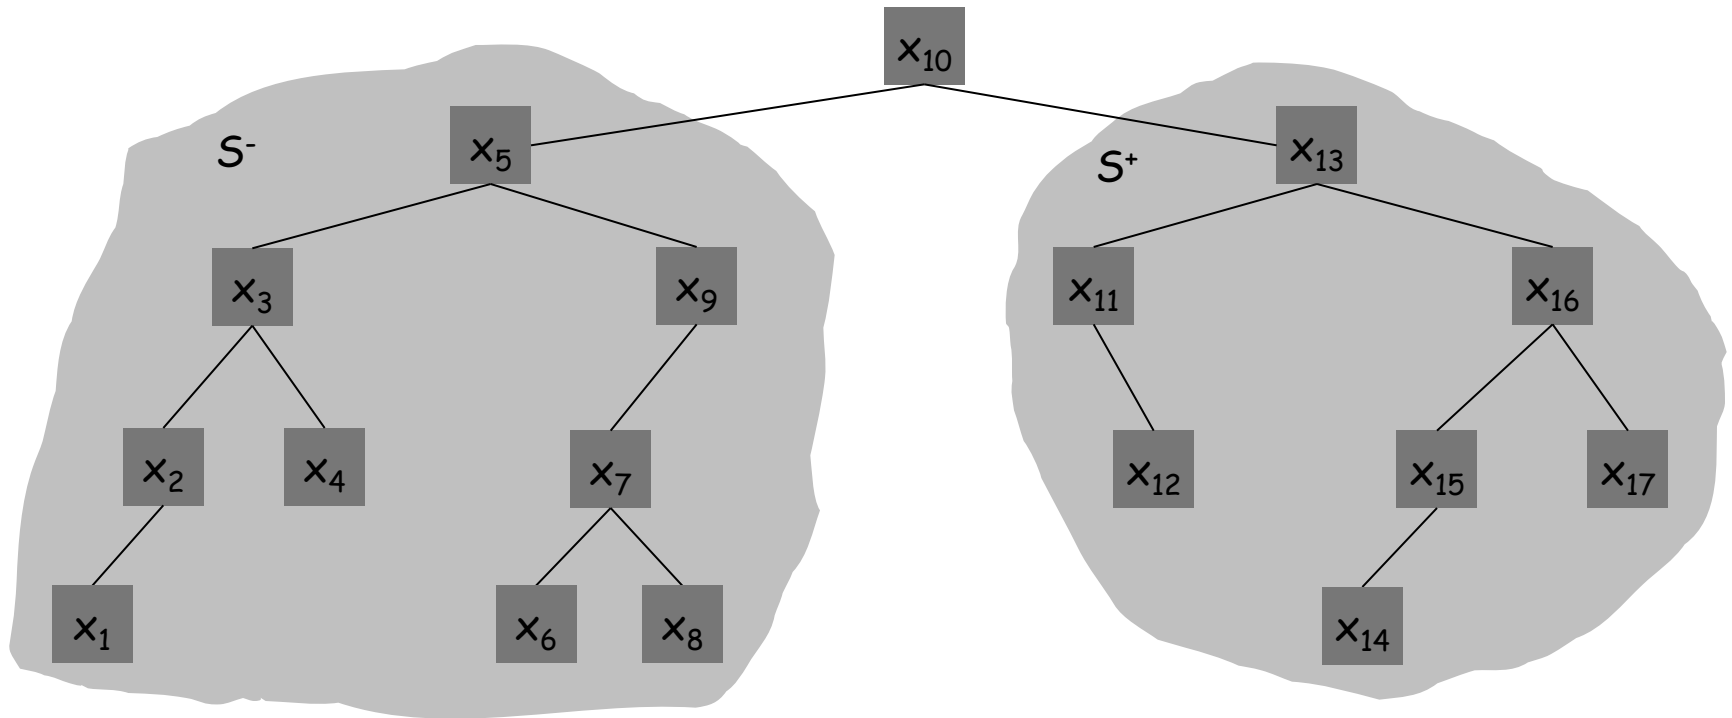 x₁₀
S⁻
x₅
S⁺
x₁₃
x₃
x₉
x₁₁
x₁₆
x₂
x₄
x₇
x₁₂
x₁₅
x₁₇
x₁
x₆
x₈
x₁₄